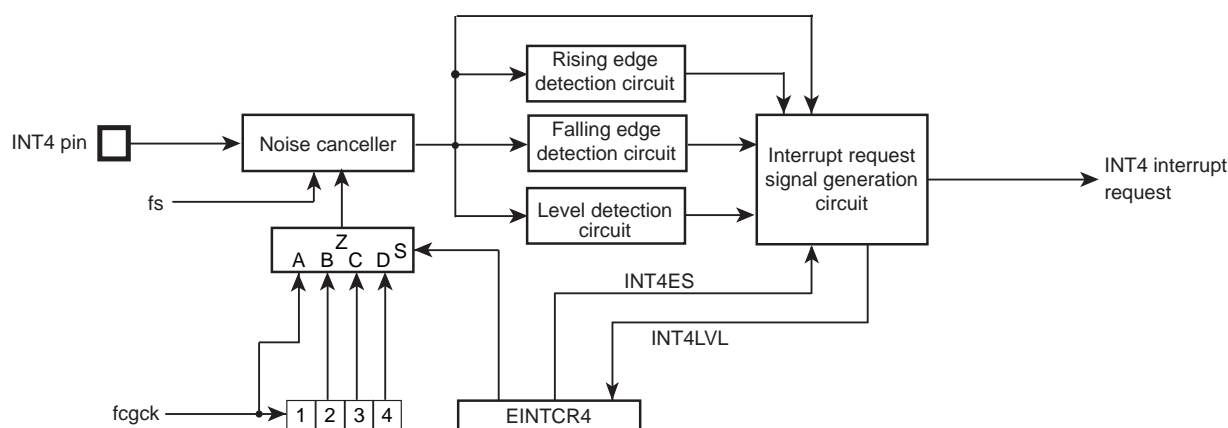 Rising edge
detection circuit
INT4 pin
Noise canceller
Falling edge
detection circuit
Interrupt request
signal generation
circuit
INT4 interrupt
request
fs
Level detection
circuit
Z
S
A B C D
INT4ES
INT4LVL
fcgck
1 2 3 4
EINTCR4